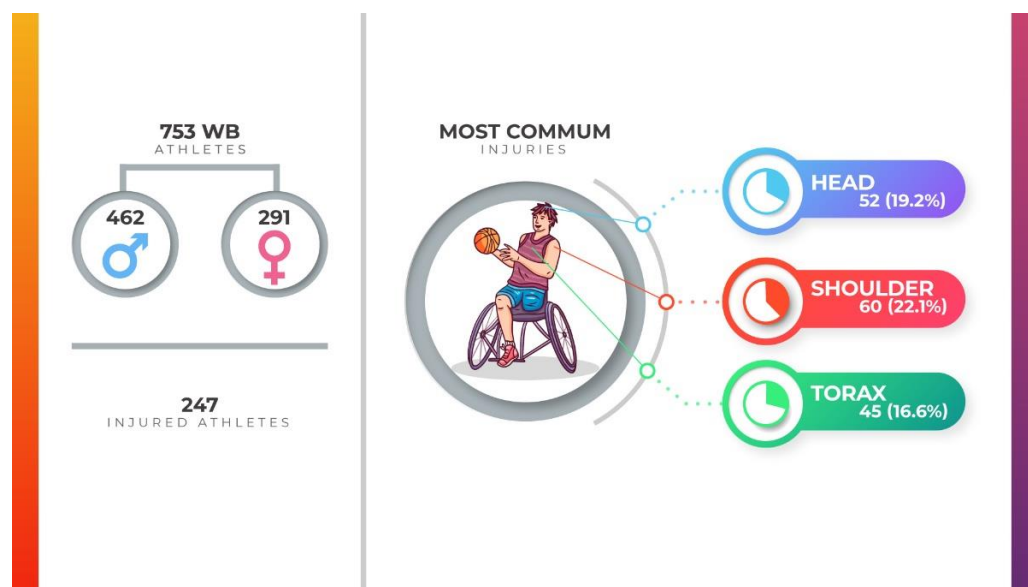 753 WB
ATHLETES
462
291
247
INJURED ATHLETES
MOST COMMUM
INJURIES
HEAD
52 (19.2%)
SHOULDER
60 (22.1%)
TORAX
45 (16.6%)